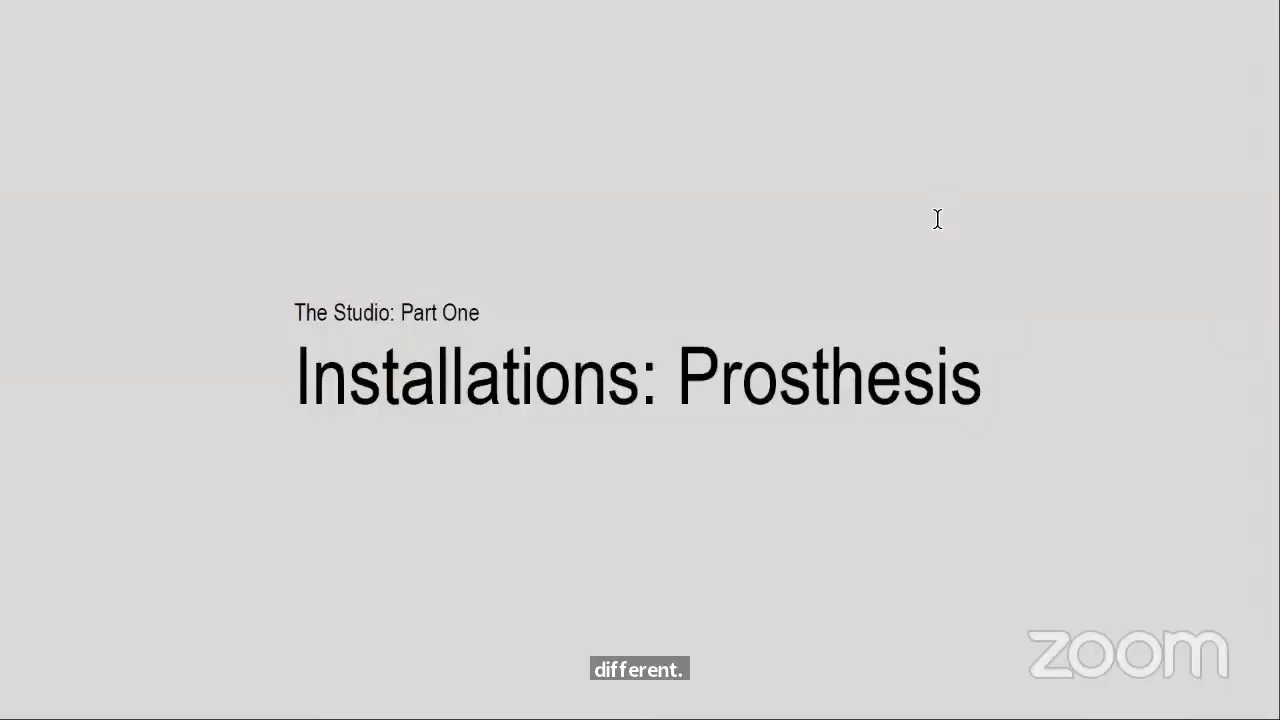 The Studio: Part One
Installations: Prosthesis
zoom
different.